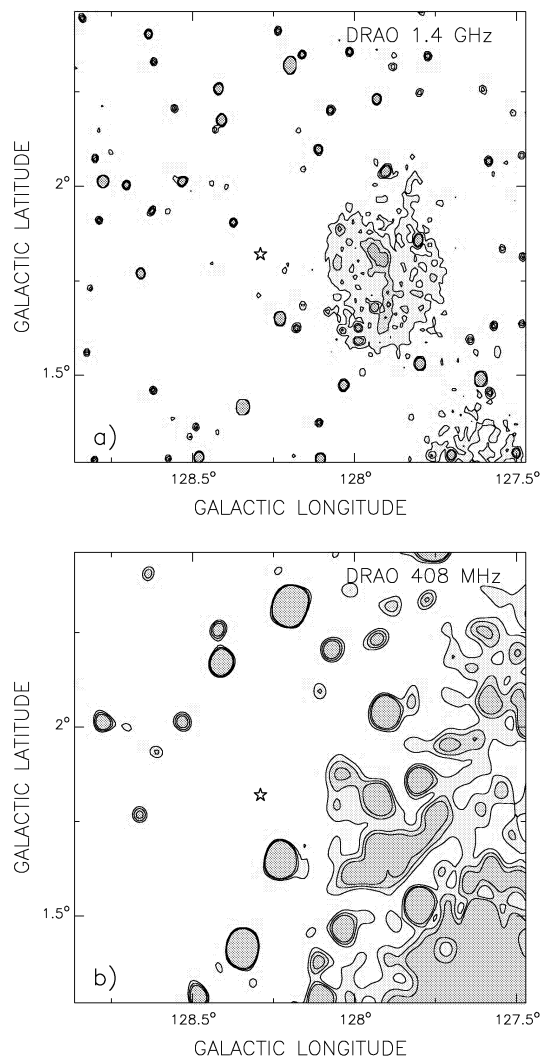 DRAO 1.4 GHz
GALACTIC LATITUDE
2°
1.5°
a)
128.5° 128° 127.5°
GALACTIC LONGITUDE
DRAO 408 MHz
GALACTIC LATITUDE
2°
1.5°
b)
128.5° 128° 127.5°
GALACTIC LONGITUDE